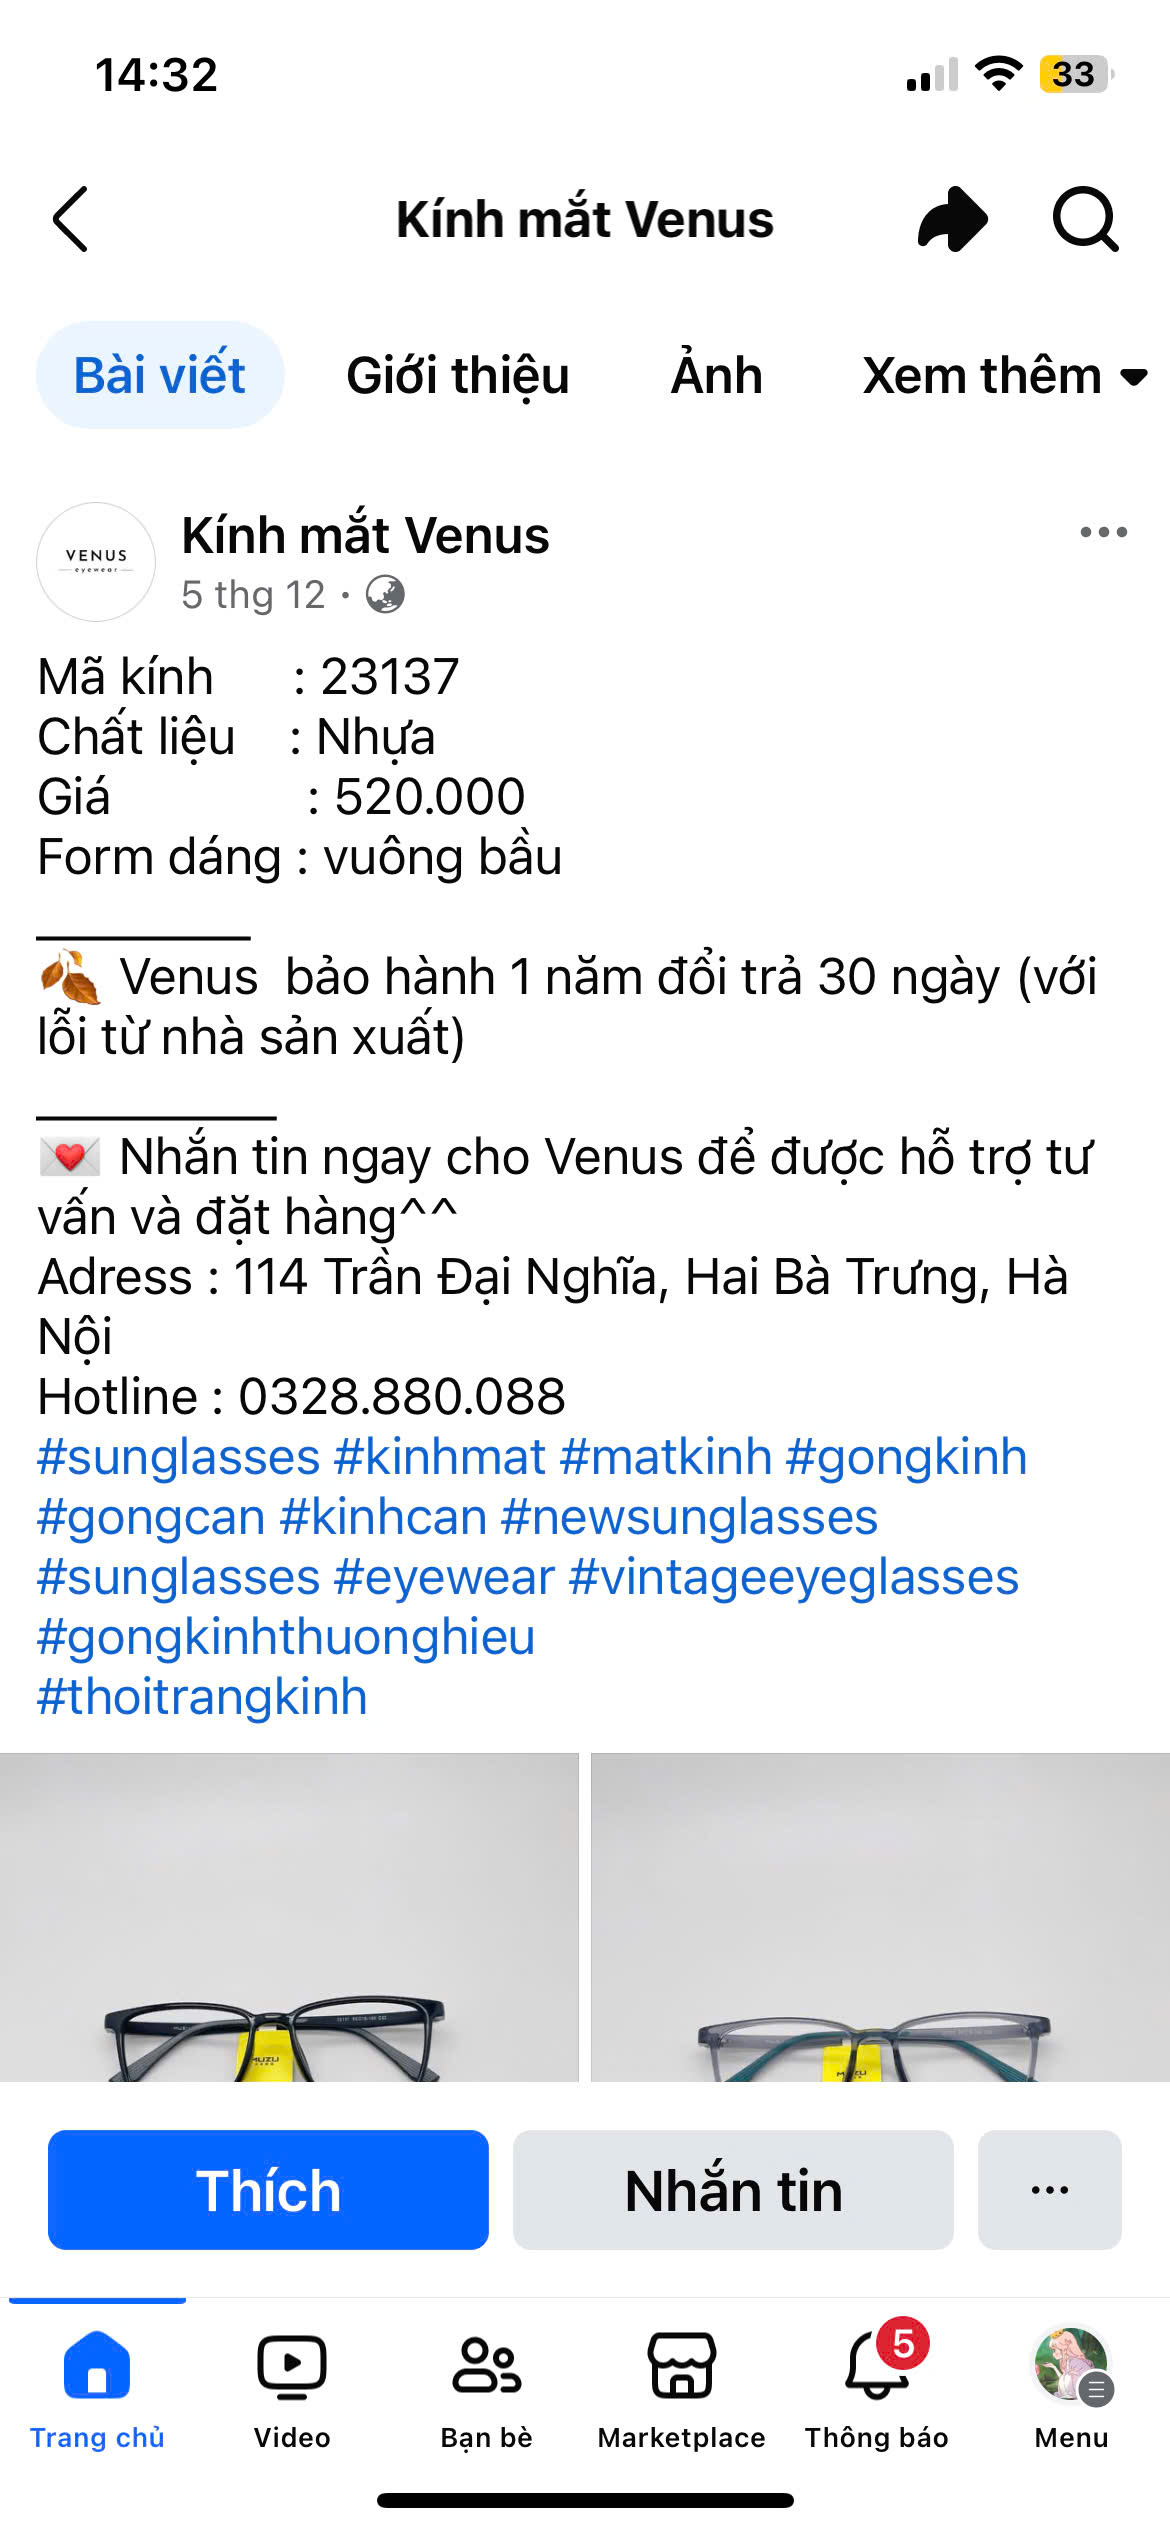 14:32
33
Kính mắt Venus
Bài viết
Giới thiệu
Ảnh
Xem thêm
VENUS
eyewear
Kính mắt Venus
5 thg 12 ·
Mã kính : 23137
Chất liệu : Nhựa
Giá : 520.000
Form dáng : vuông bầu
🍂 Venus bảo hành 1 năm đổi trả 30 ngày (với
lỗi từ nhà sản xuất)
💌 Nhắn tin ngay cho Venus để được hỗ trợ tư
vấn và đặt hàng^^
Adress : 114 Trần Đại Nghĩa, Hai Bà Trưng, Hà
Nội
Hotline : 0328.880.088
#sunglasses #kinhmat #matkinh #gongkinh
#gongcan #kinhcan #newsunglasses
#sunglasses #eyewear #vintageeyeglasses
#gongkinhthuonghieu
#thoitrangkinh
MUZU
MUZU
Thích
Nhắn tin
Trang chủ
Video
Bạn bè
Marketplace
5
Thông báo
Menu